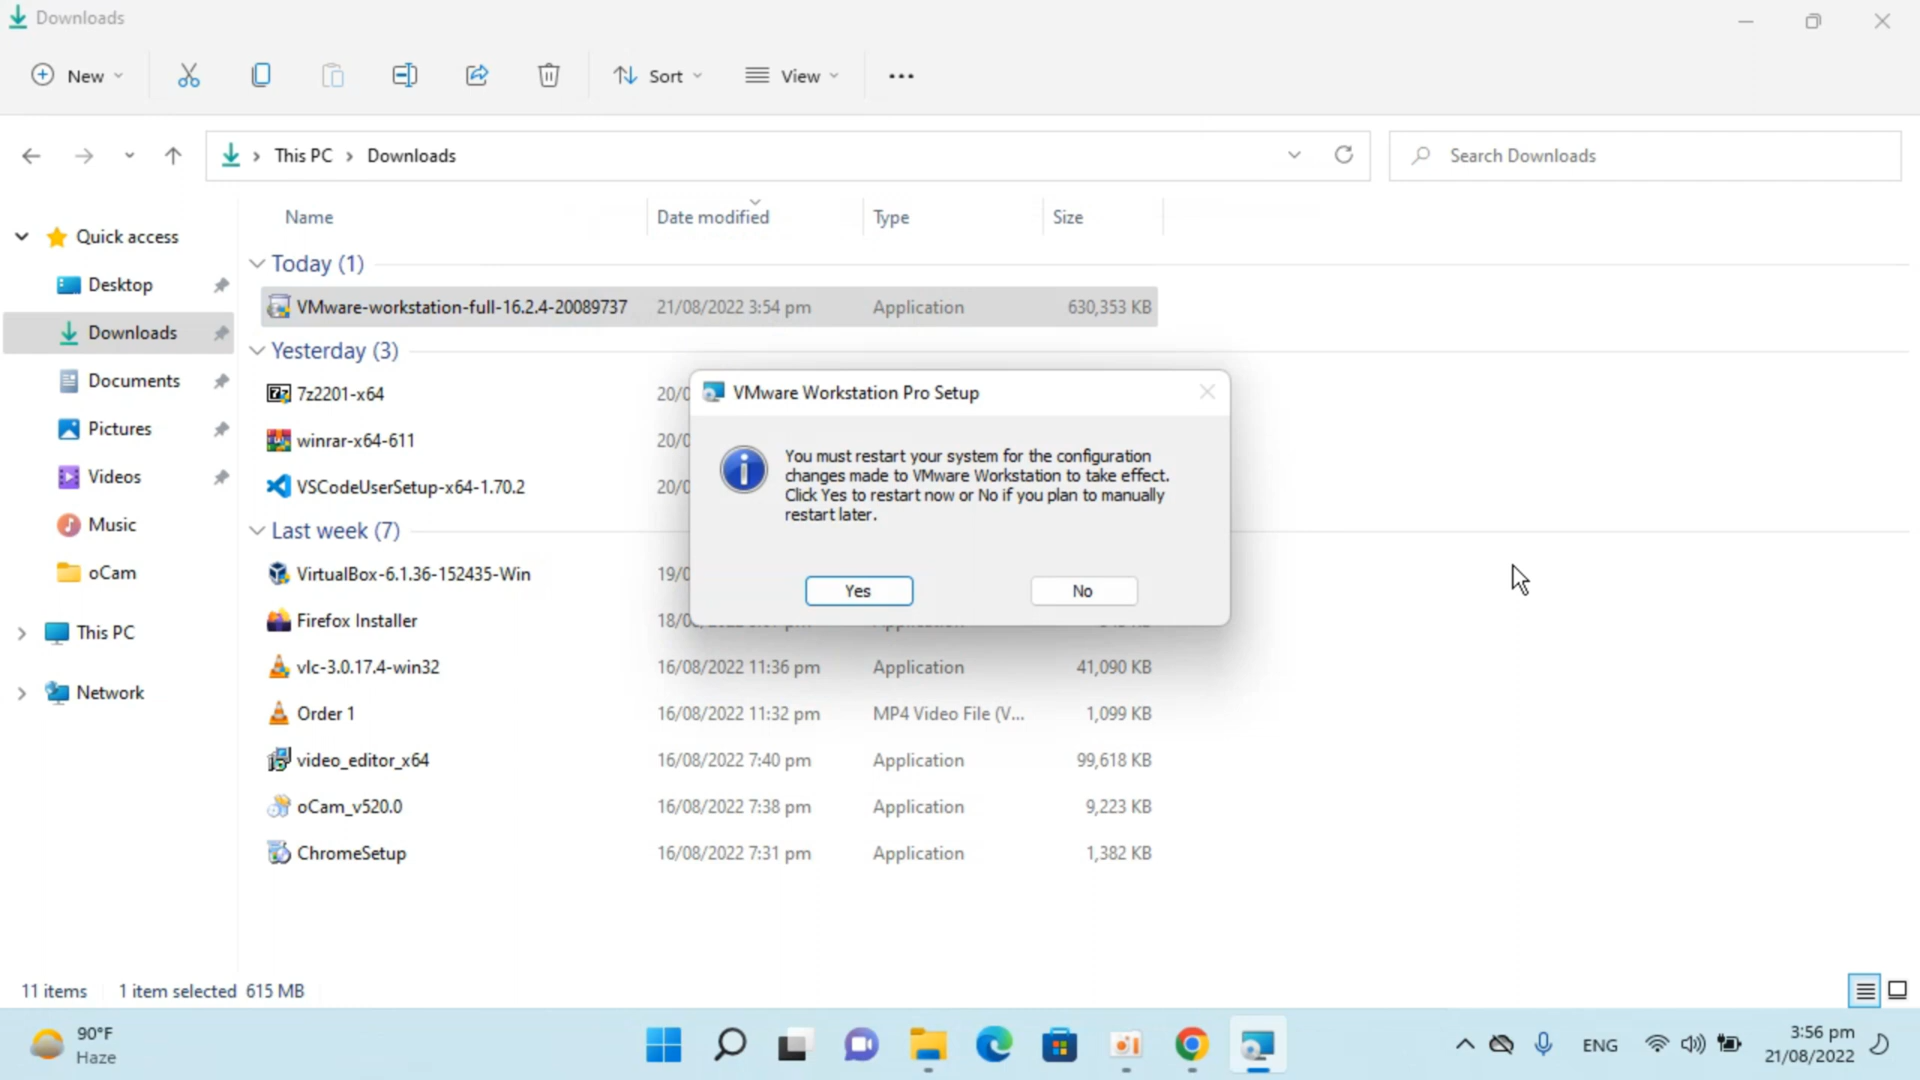 Downloads
New
Sort
View
This PC
Downloads
Search Downloads
Name
Date modified
Type
Size
Quick access
Desktop
Downloads
Documents
Pictures
Videos
Music
oCam
This PC
Network
Today (1)
VMware-workstation-full-16.2.4-20089737 21/08/2022 3:54 pm Application 630,353 KB
Yesterday (3)
7z2201-x64
winrar-x64-611
VSCodeUserSetup-x64-1.70.2
Last week (7)
VirtualBox-6.1.36-152435-Win
Firefox Installer
vlc-3.0.17.4-win32 16/08/2022 11:36 pm Application 41,090 KB
Order 1 16/08/2022 11:32 pm MP4 Video File (V... 1,099 KB
video_editor_x64 16/08/2022 7:40 pm Application 99,618 KB
oCam_v520.0 16/08/2022 7:38 pm Application 9,223 KB
ChromeSetup 16/08/2022 7:31 pm Application 1,382 KB
VMware Workstation Pro Setup
You must restart your system for the configuration
changes made to VMware Workstation to take effect.
Click Yes to restart now or No if you plan to manually
restart later.
Yes
No
11 items 1 item selected 615 MB
90°F
Haze
ENG
3:56 pm
21/08/2022